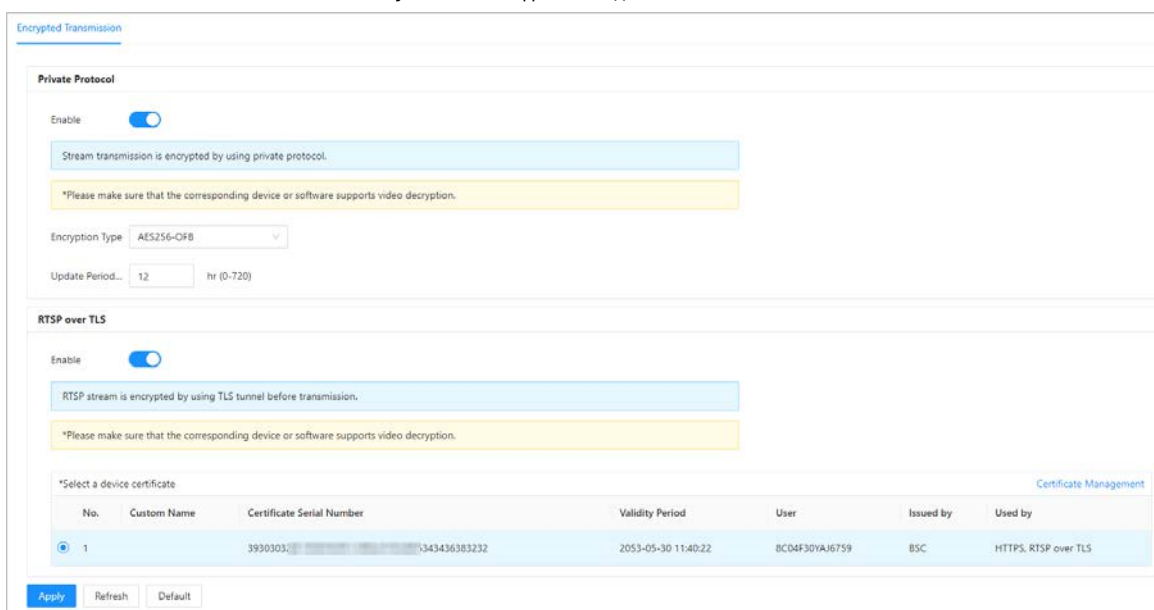 Encrypted Transmission
Private Protocol
Enable
Stream transmission is encrypted by using private protocol.
*Please make sure that the corresponding device or software supports video decryption.
Encryption Type AES256-OFB
Update Period... 12 hr (0-720)
RTSP over TLS
Enable
RTSP stream is encrypted by using TLS tunnel before transmission.
*Please make sure that the corresponding device or software supports video decryption.
*Select a device certificate Certificate Management
No. Custom Name Certificate Serial Number Validity Period User Issued by Used by
1 2053-05-30 11:40:22 8C04F30YAJ6759 BSC HTTPS, RTSP over TLS
Apply Refresh Default